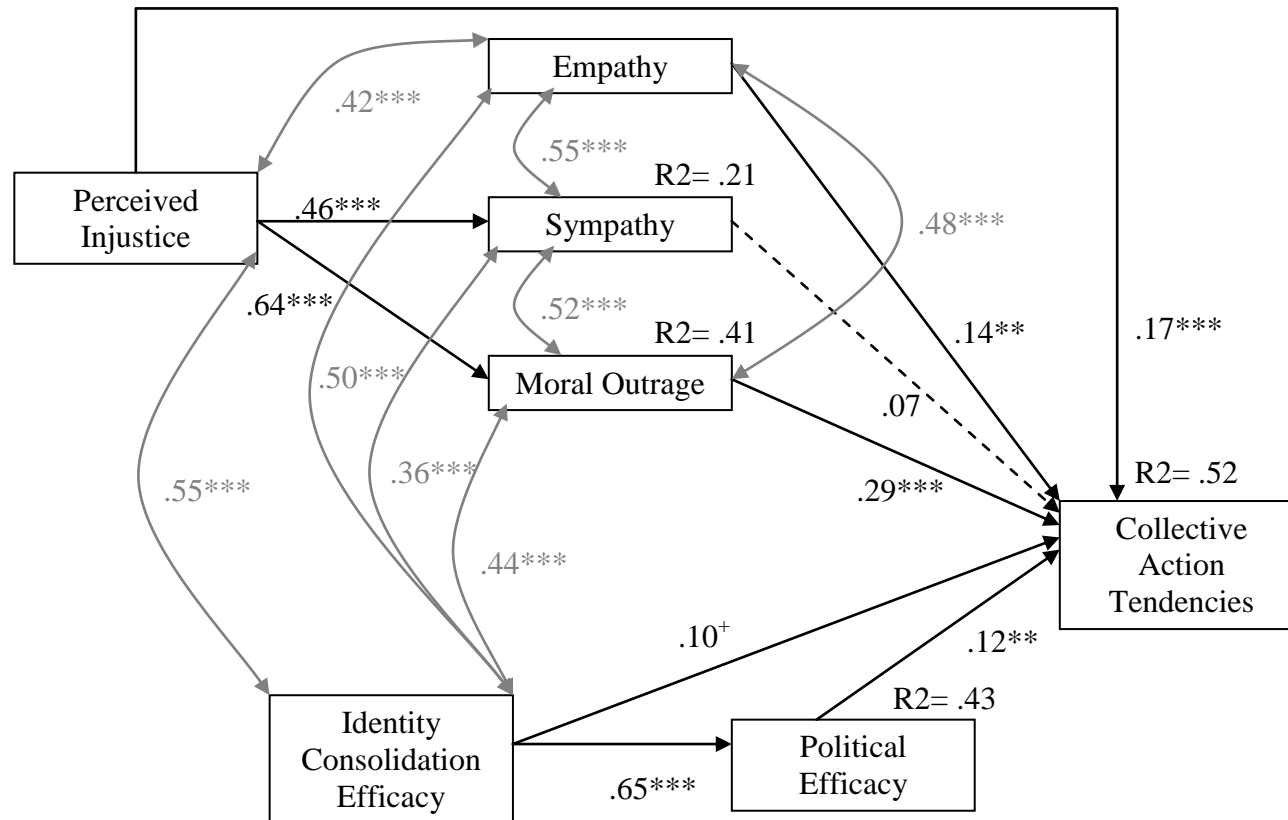 Empathy
.42***
.55***
R2= .21
Perceived
Injustice
.46***
Sympathy
.48***
.64***
.52***
R2= .41
.14**
.17***
.50***
Moral Outrage
.07
.55***
.36***
.29***
R2= .52
Collective
Action
Tendencies
.44***
.10+
.12**
R2= .43
Identity
Consolidation
Efficacy
Political
Efficacy
.65***